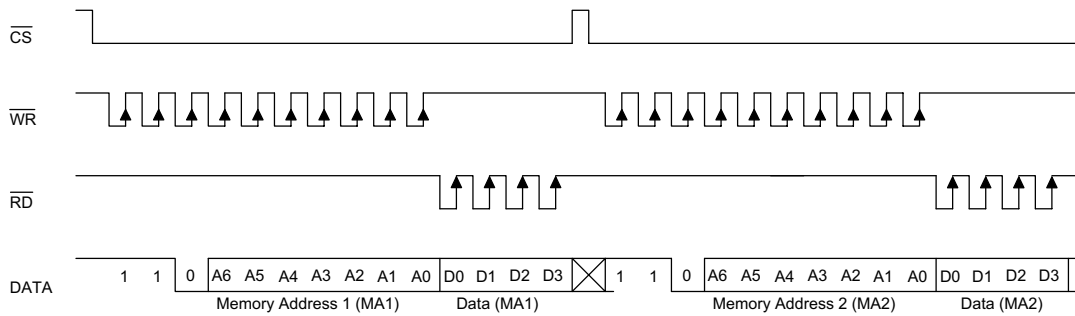 CS
WR
RD
DATA
1 1 0 A6 A5 A4 A3 A2 A1 A0 D0 D1 D2 D3 1 1 0 A6 A5 A4 A3 A2 A1 A0 D0 D1 D2 D3
Memory Address 1 (MA1) Data (MA1) Memory Address 2 (MA2) Data (MA2)